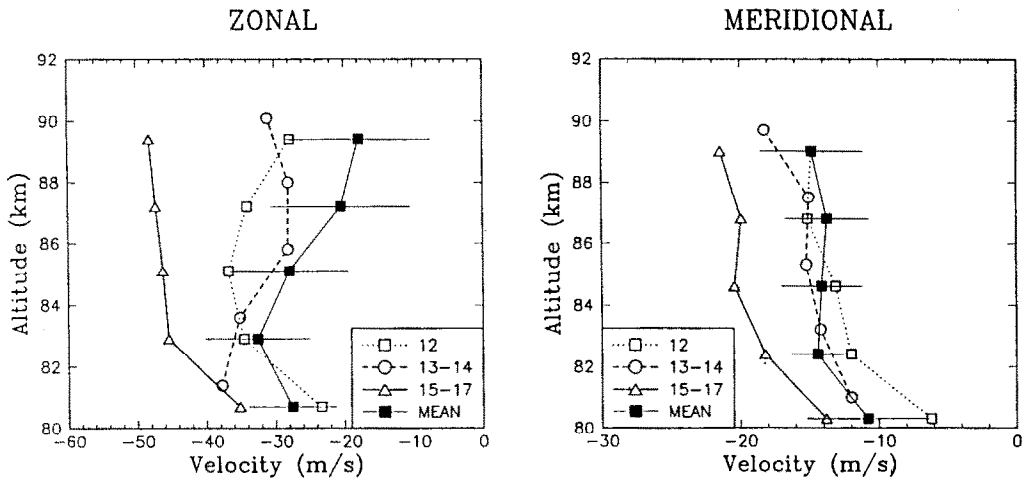 ZONAL
MERIDIONAL
92
90
88
86
84
82
80
Altitude (km)
−60 −50 −40 −30 −20 −10 0
Velocity (m/s)
12
13−14
15−17
MEAN
92
90
88
86
84
82
80
Altitude (km)
−30 −20 −10 0
Velocity (m/s)
12
13−14
15−17
MEAN